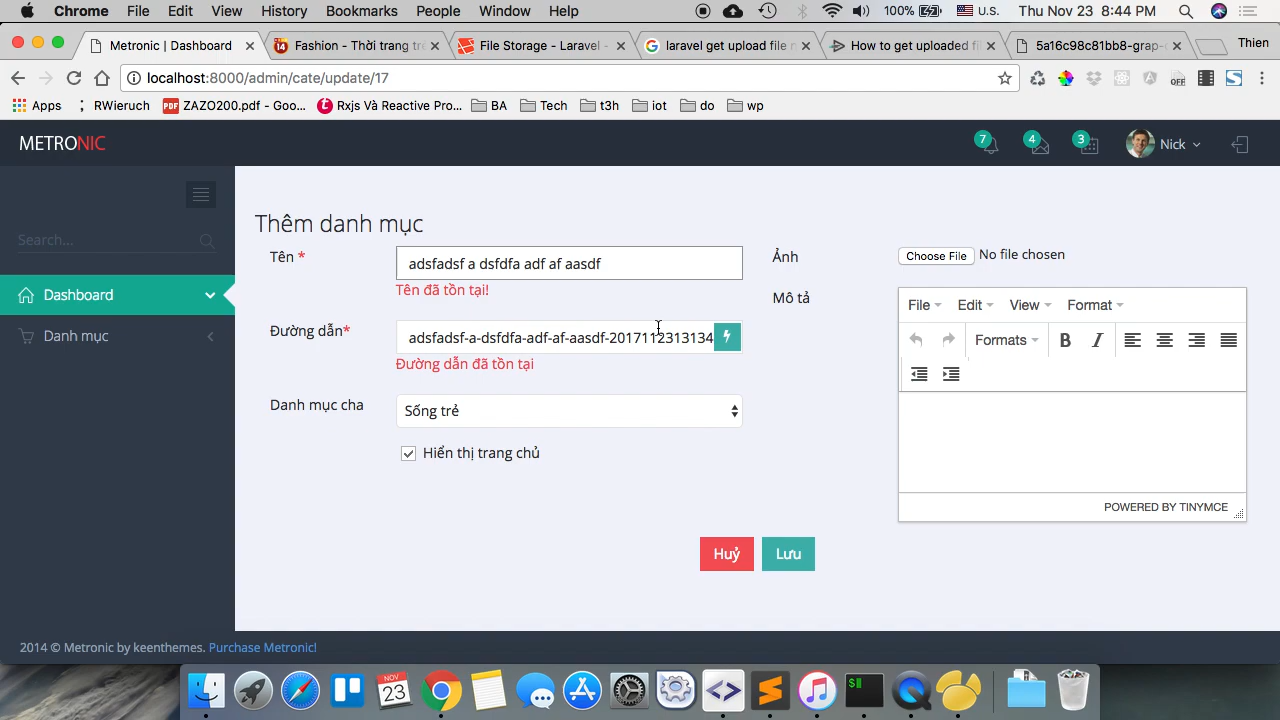 Chrome File Edit View History Bookmarks People Window Help 100% U.S. Thu Nov 23 8:44 PM
Metronic | Dashboard
Fashion - Thời trang tr
File Storage - Laravel -
laravel get upload file n
How to get uploaded fi
5a16c98c81bb8-grap-
Thien
localhost:8000/admin/cate/update/17
Apps RWieruch ZAZO200.pdf - Goo... Rxjs Và Reactive Pro... BA Tech t3h iot do wp
METRONIC
7 4 3 Nick
Search...
Dashboard
Danh mục
Thêm danh mục
Tên *
adsfadsf a dsfdfa adf af aasdf
Tên đã tồn tại!
Đường dẫn*
adsfadsf-a-dsfdfa-adf-af-aasdf-2017112313134
Đường dẫn đã tồn tại
Danh mục cha
Sống trẻ
Hiển thị trang chủ
Ảnh
Choose File No file chosen
Mô tả
File Edit View Format
Formats B I
POWERED BY TINYMCE
Huỷ Lưu
2014 © Metronic by keenthemes. Purchase Metronic!
NOV
23